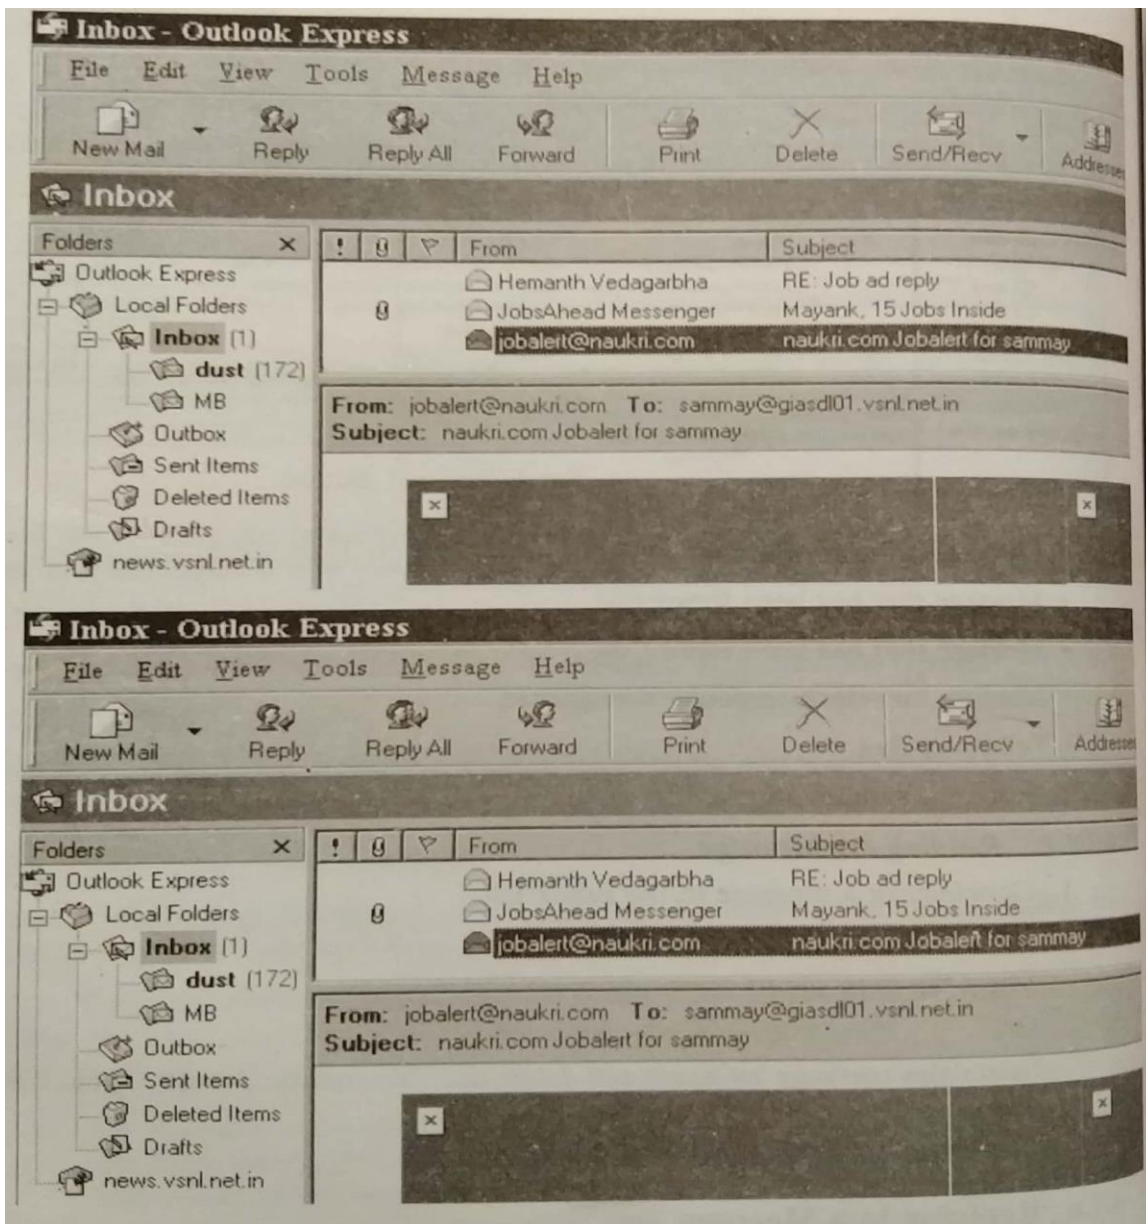 Inbox - Outlook Express
File Edit View Tools Message Help
New Mail Reply Reply All Forward Print Delete Send/Recv Addresses
Inbox
Folders × ! From Subject
Outlook Express Hemanth Vedagarbha RE: Job ad reply
Local Folders JobsAhead Messenger Mayank, 15 Jobs Inside
Inbox (1) jobalert@naukri.com naukri.com Jobalert for sammay
dust (172)
MB From: jobalert@naukri.com To: sammay@giasdl01.vsnl.net.in
Outbox Subject: naukri.com Jobalert for sammay
Sent Items
Deleted Items
Drafts
news.vsnl.net.in
Inbox - Outlook Express
File Edit View Tools Message Help
New Mail Reply Reply All Forward Print Delete Send/Recv Addresses
Inbox
Folders × ! From Subject
Outlook Express Hemanth Vedagarbha RE: Job ad reply
Local Folders JobsAhead Messenger Mayank, 15 Jobs Inside
Inbox (1) jobalert@naukri.com naukri.com Jobalert for sammay
dust (172)
MB From: jobalert@naukri.com To: sammay@giasdl01.vsnl.net.in
Outbox Subject: naukri.com Jobalert for sammay
Sent Items
Deleted Items
Drafts
news.vsnl.net.in